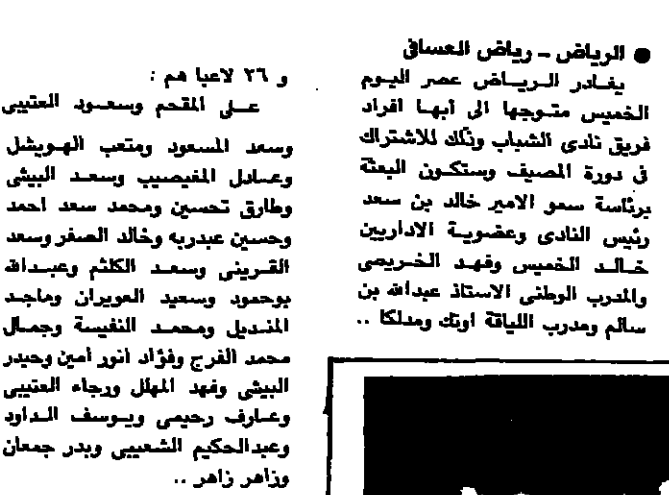 ● الرياض - رياض العساف
يغادر الرياض عصر اليوم
الخميس متوجها الى أبها افراد
فريق نادى الشباب وذلك للاشتراك
فى دورة المصيف وستكون البعثة
برئاسة سمو الامير خالد بن سعد
رئيس النادى وعضوية الاداريين
خالد الخميس وفهد الخريصى
والمدرب الوطنى الاستاذ عبدالله بن
سالم ومدرب اللياقة اونك ومدلكا ..
و ٢٦ لاعبا هم :
على المقحم وسعود العتيبى
وسعد المسعود ومتعب الهويشل
وعادل المغيصيب وسعد البيشى
وطارق تحسين ومحمد سعد احمد
وحسين عبدربه وخالد الصقر وسعد
القرينى وسعد الكلثم وعبدالله
بوحمود وسعيد العويران وماجد
المنديل ومحمد النفيسة وجمال
محمد الفرج وفؤاد انور امين وحيدر
البيشى وفهد المهلل ورجاء العتيبى
وعارف رحيمى ويوسف الداود
وعبدالحكيم الشعيبى وبدر جمعان
وزاهر زاهر ..